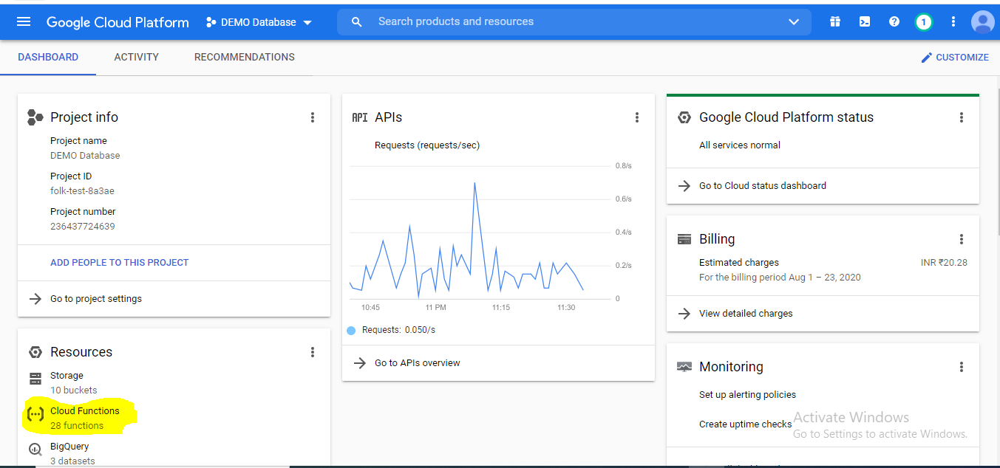 Google Cloud Platform
DEMO Database
Search products and resources
1
DASHBOARD
ACTIVITY
RECOMMENDATIONS
CUSTOMIZE
Project info
Project name
DEMO Database
Project ID
folk-test-8a3ae
Project number
236437724639
ADD PEOPLE TO THIS PROJECT
Go to project settings
Resources
Storage
10 buckets
Cloud Functions
28 functions
BigQuery
3 datasets
API APIs
Requests (requests/sec)
0.8/s
0.6/s
0.4/s
0.2/s
0
10:45 11 PM 11:15 11:30
Requests: 0.050/s
Go to APIs overview
Google Cloud Platform status
All services normal
Go to Cloud status dashboard
Billing
Estimated charges INR ₹20.28
For the billing period Aug 1 – 23, 2020
View detailed charges
Monitoring
Set up alerting policies
Create uptime checks
Activate Windows
Go to Settings to activate Windows.